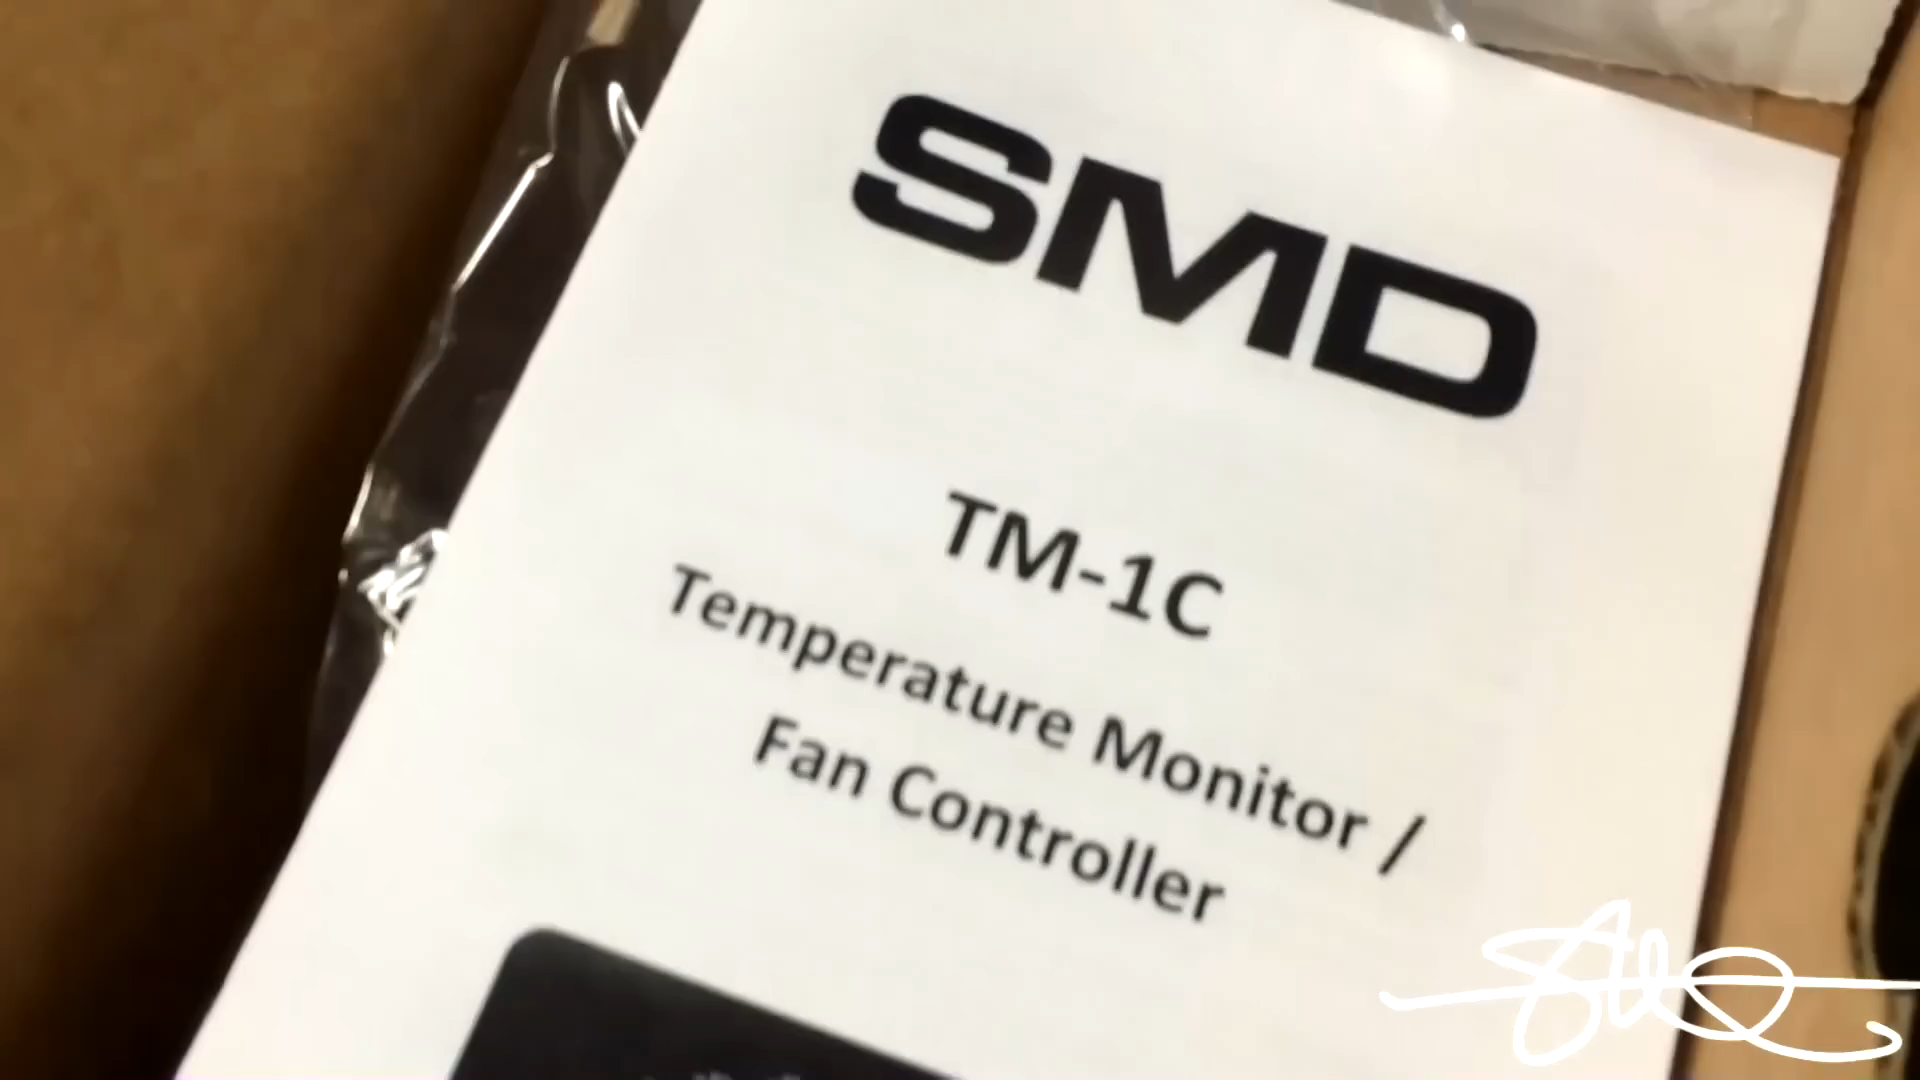 SMD
TM-1C
Temperature Monitor /
Fan Controller